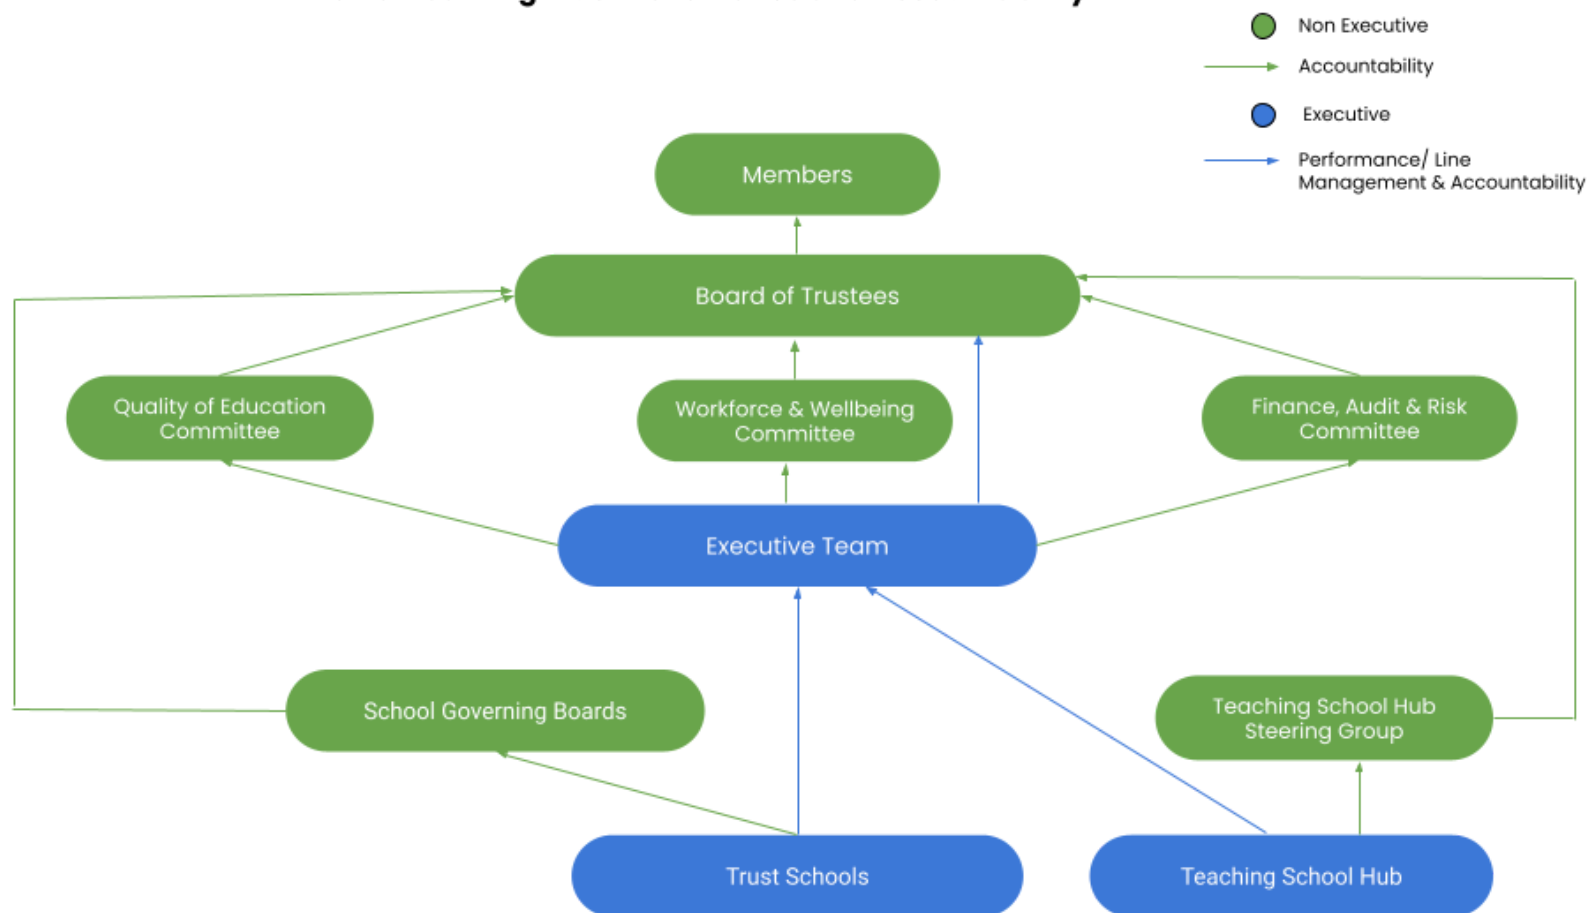 Non Executive
Accountability
Executive
Performance/ Line
Management & Accountability
Members
Board of Trustees
Quality of Education
Committee
Workforce & Wellbeing
Committee
Finance, Audit & Risk
Committee
Executive Team
School Governing Boards
Teaching School Hub
Steering Group
Trust Schools
Teaching School Hub